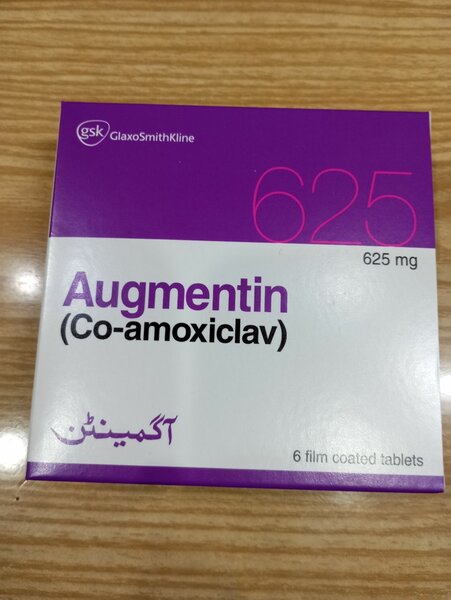 gsk GlaxoSmithKline
625
625 mg
Augmentin
(Co-amoxiclav)
آگمینٹن
6 film coated tablets